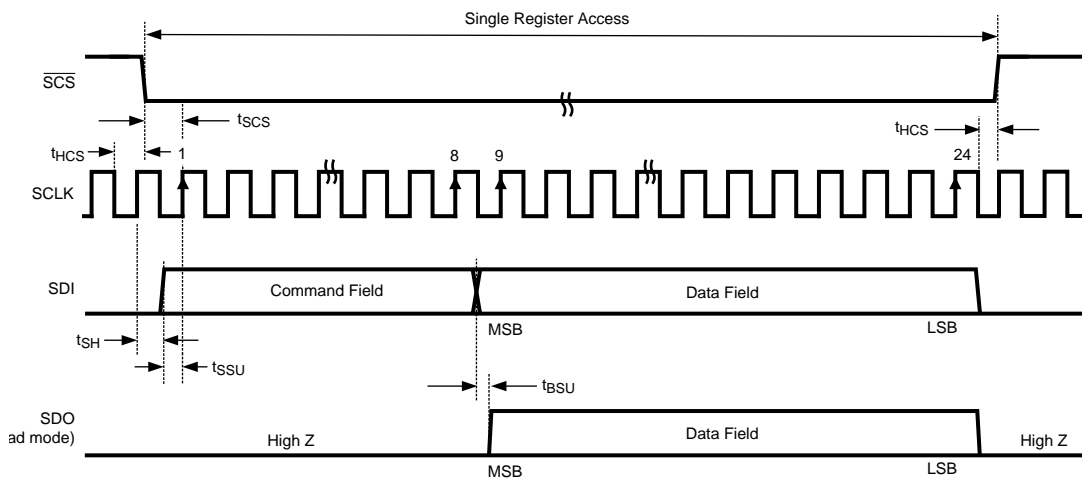 Single Register Access
SCS
tSCS
tHCS
tHCS
1
8
9
24
SCLK
SDI
Command Field
Data Field
MSB
LSB
tSH
tSSU
tBSU
SDO
ad mode)
High Z
Data Field
High Z
MSB
LSB